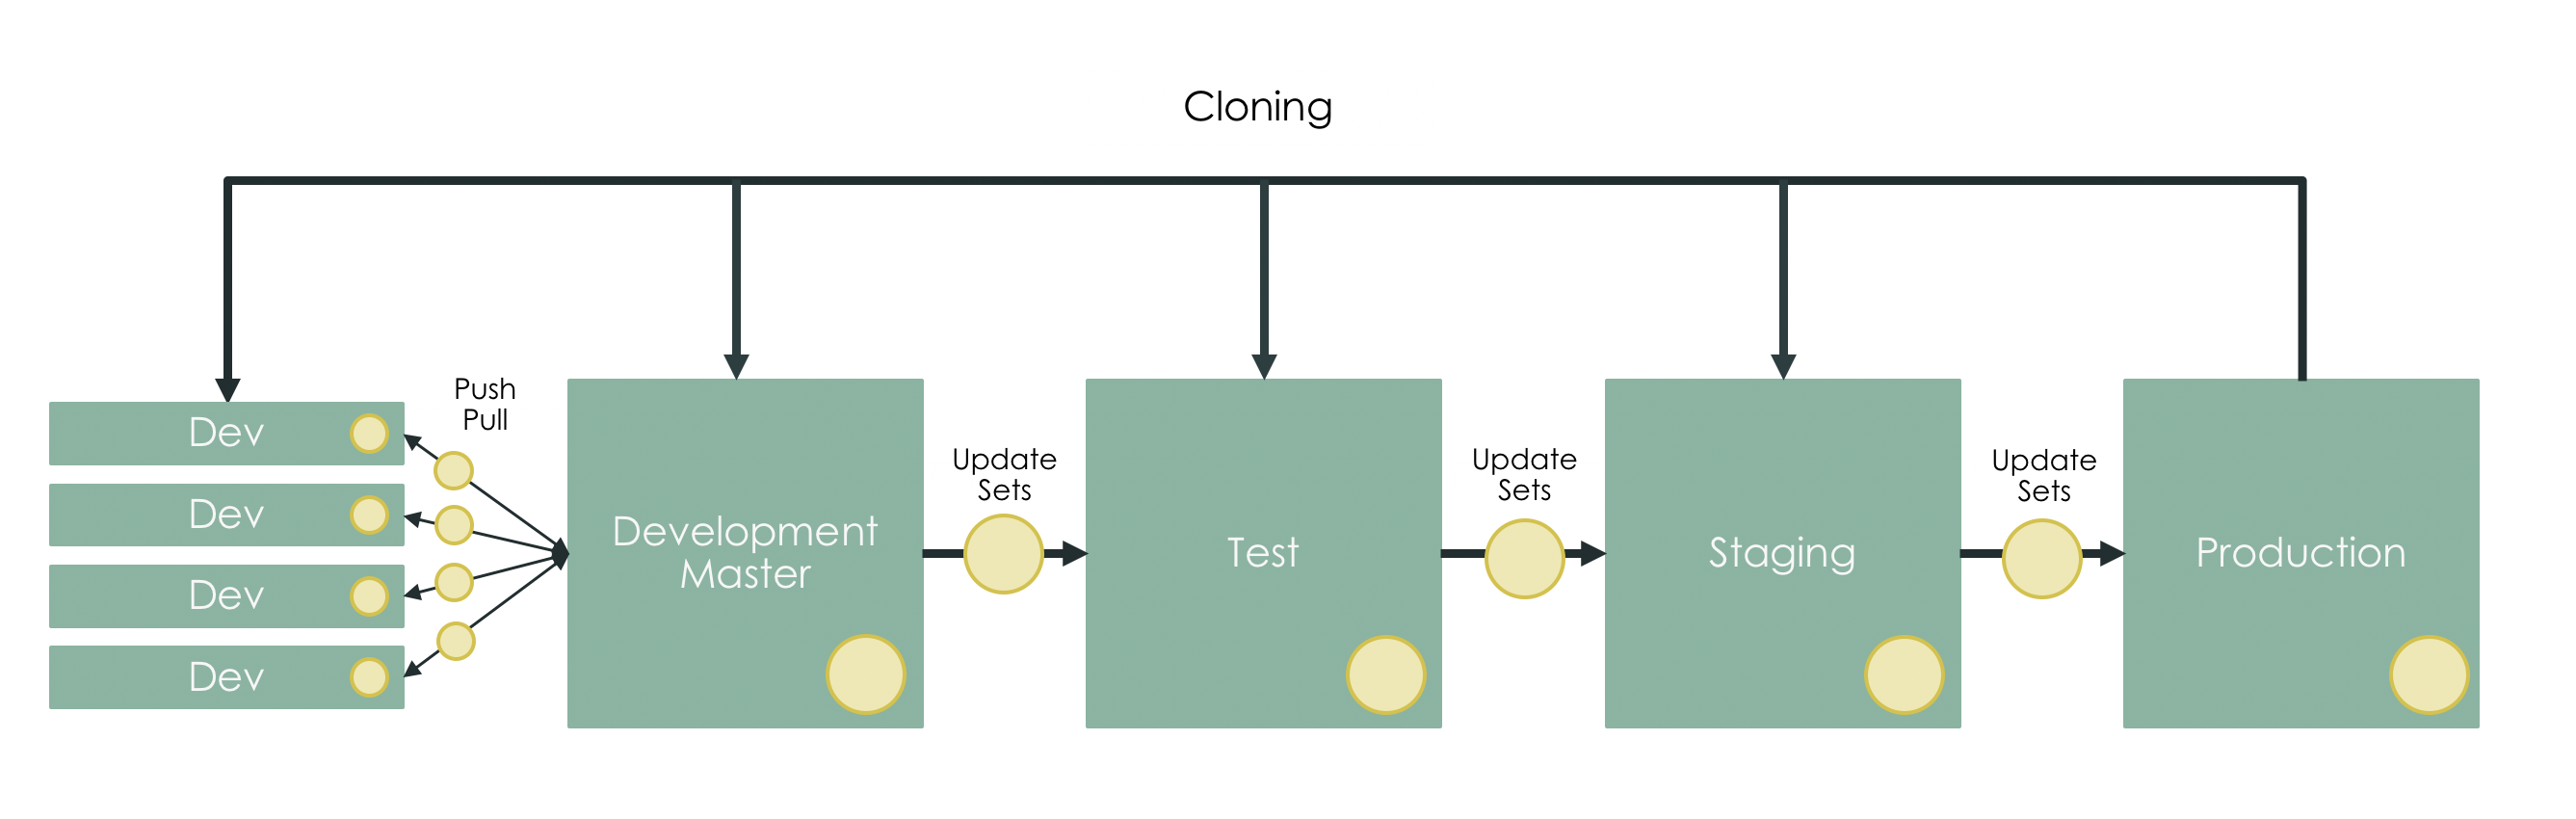 Cloning
Push
Pull
Dev
Dev
Dev
Dev
Development
Master
Update
Sets
Test
Update
Sets
Staging
Update
Sets
Production